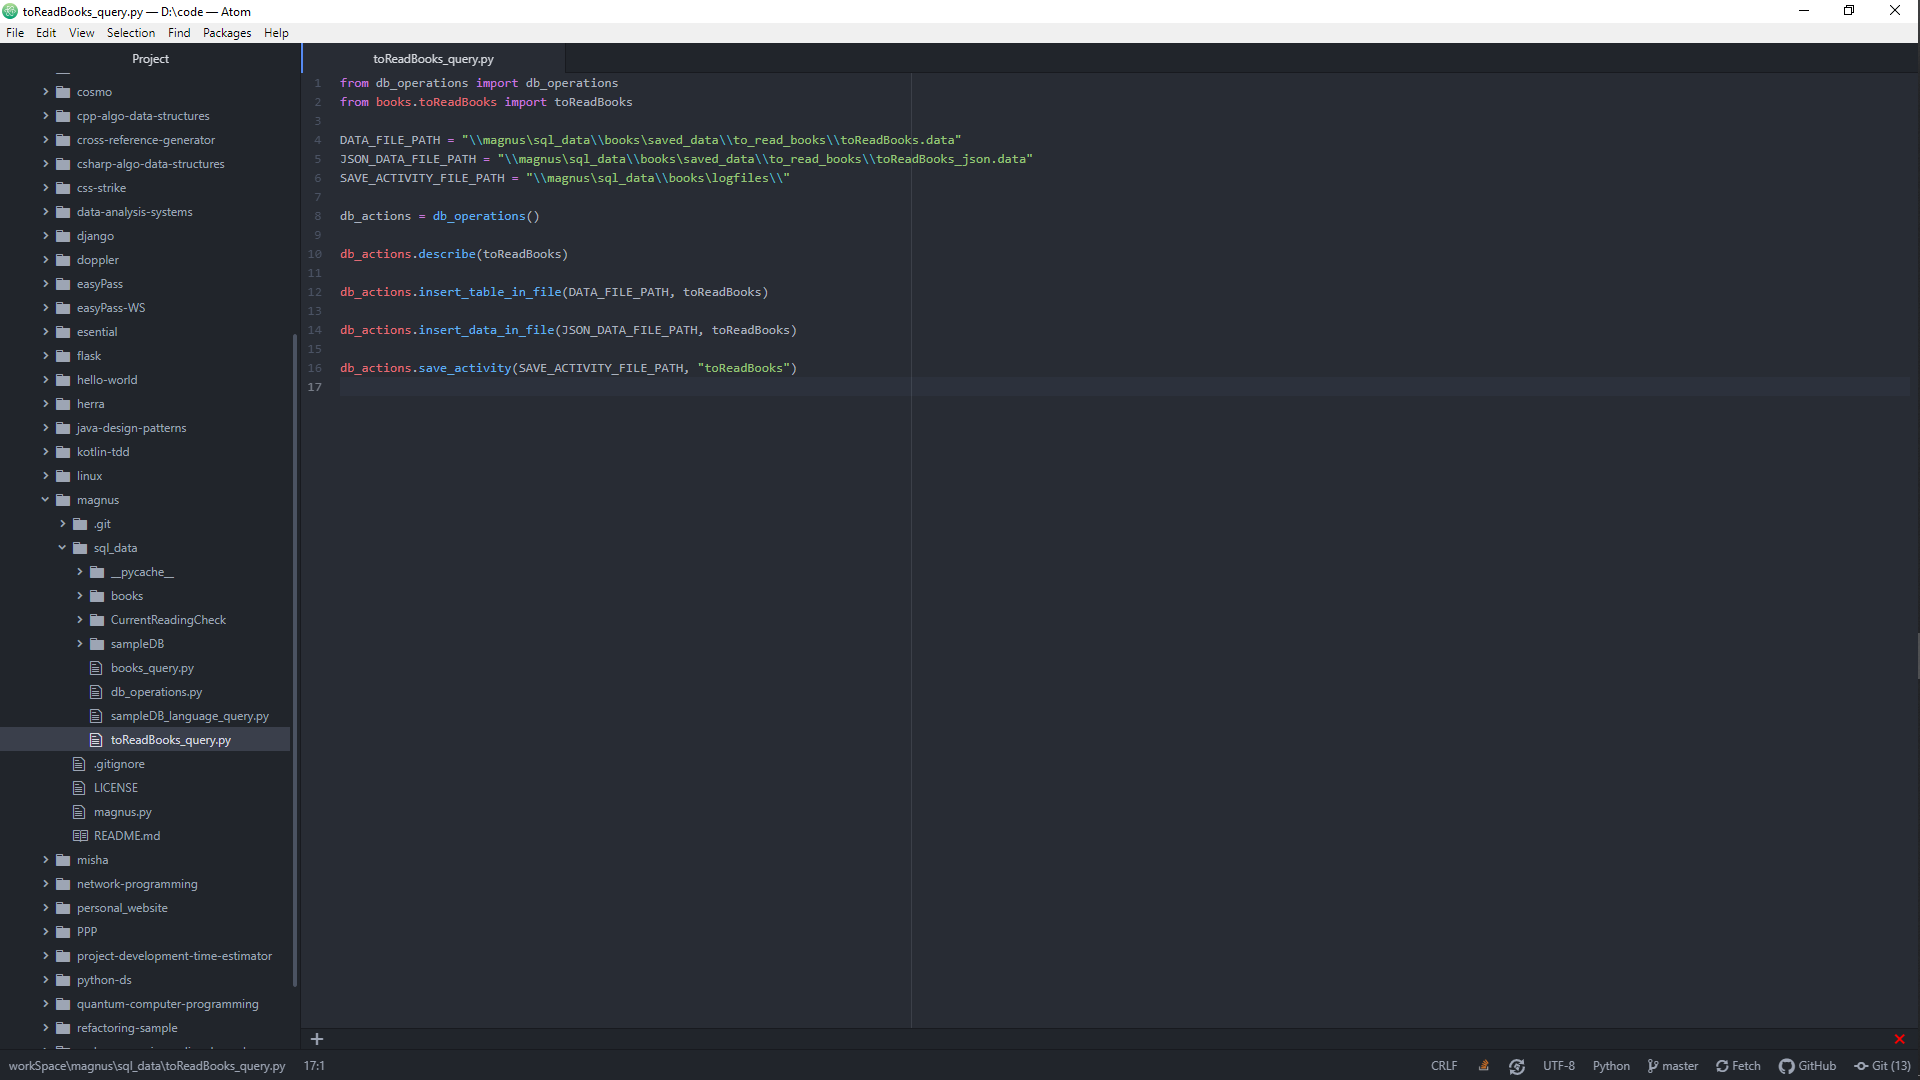 toReadBooks_query.py — D:\code — Atom
File Edit View Selection Find Packages Help
Project
cosmo
cpp-algo-data-structures
cross-reference-generator
csharp-algo-data-structures
css-strike
data-analysis-systems
django
doppler
easyPass
easyPass-WS
esential
flask
hello-world
herra
java-design-patterns
kotlin-tdd
linux
magnus
.git
sql_data
__pycache__
books
CurrentReadingCheck
sampleDB
books_query.py
db_operations.py
sampleDB_language_query.py
toReadBooks_query.py
.gitignore
LICENSE
magnus.py
README.md
misha
network-programming
personal_website
PPP
project-development-time-estimator
python-ds
quantum-computer-programming
refactoring-sample
toReadBooks_query.py
1 from db_operations import db_operations
2 from books.toReadBooks import toReadBooks
3
4 DATA_FILE_PATH = "\\magnus\sql_data\\books\saved_data\\to_read_books\\toReadBooks.data"
5 JSON_DATA_FILE_PATH = "\\magnus\sql_data\\books\saved_data\\to_read_books\\toReadBooks_json.data"
6 SAVE_ACTIVITY_FILE_PATH = "\\magnus\sql_data\\books\logfiles\\"
7
8 db_actions = db_operations()
9
10 db_actions.describe(toReadBooks)
11
12 db_actions.insert_table_in_file(DATA_FILE_PATH, toReadBooks)
13
14 db_actions.insert_data_in_file(JSON_DATA_FILE_PATH, toReadBooks)
15
16 db_actions.save_activity(SAVE_ACTIVITY_FILE_PATH, "toReadBooks")
17
workSpace\magnus\sql_data\toReadBooks_query.py 17:1 CRLF UTF-8 Python master Fetch GitHub Git (13)